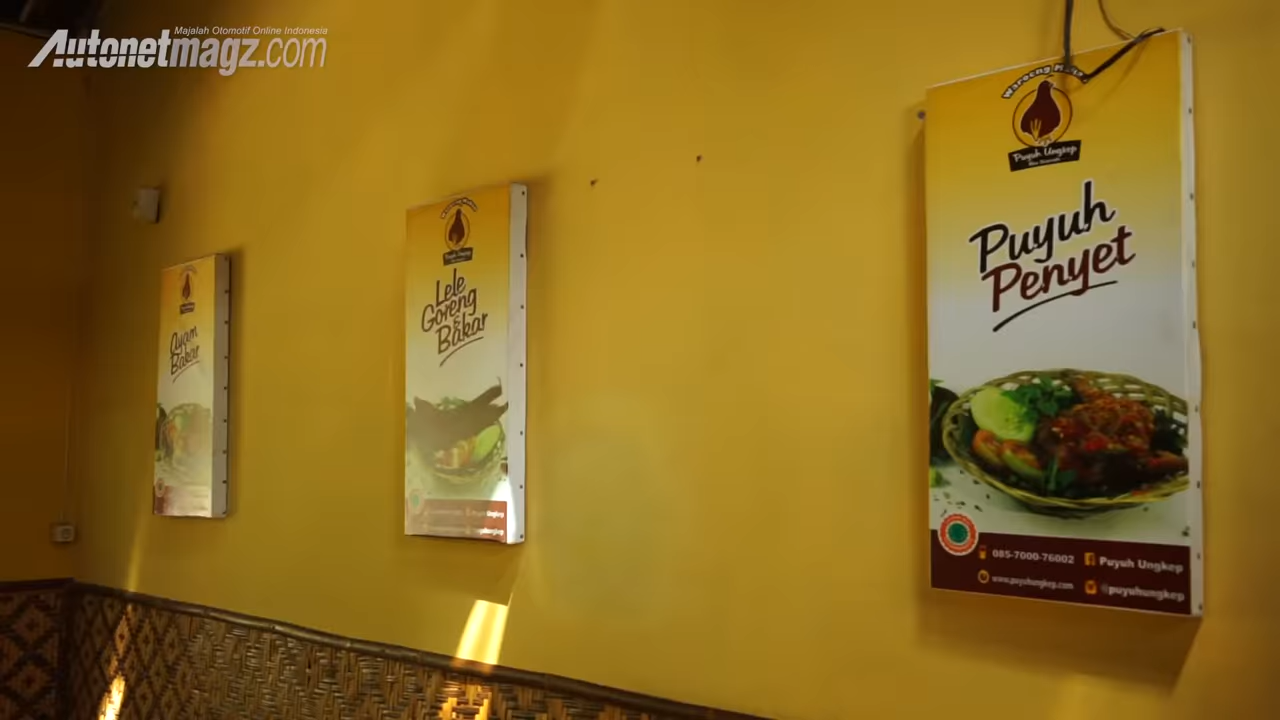 Majalah Otomotif Online Indonesia
Autonetmagz.com
Ayam
Bakar
Lele
Goreng
&
Bakar
Puyuh Ungkep
Puyuh
Penyet
085-7000-76002
Puyuh Ungkep
www.puyuhungkep.com
@puyuhungkep